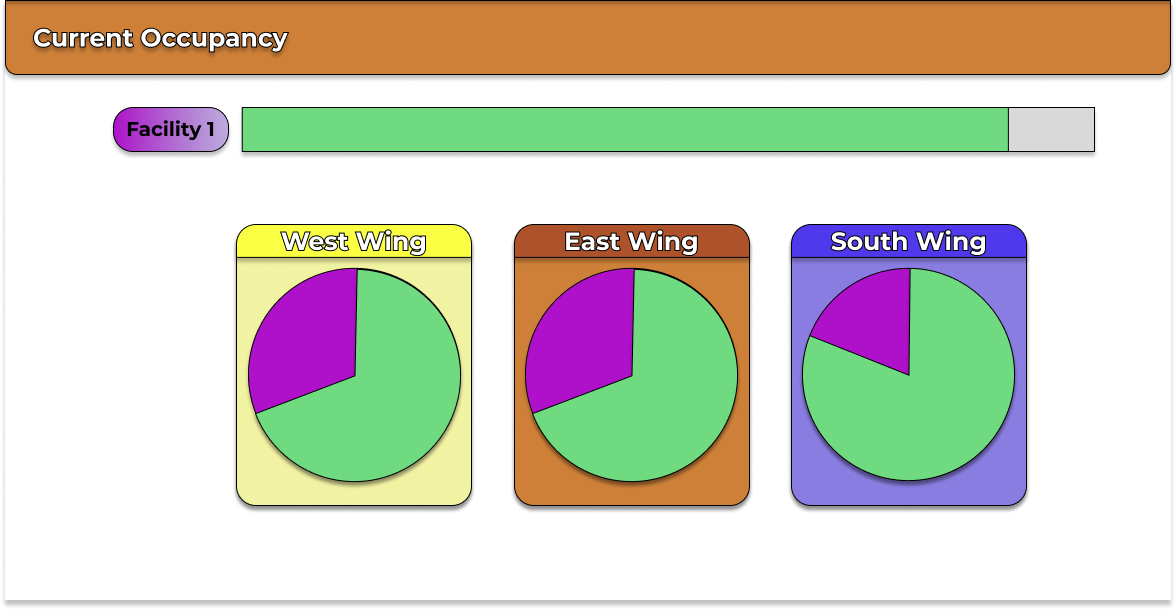 Current Occupancy
Facility 1
West Wing
East Wing
South Wing